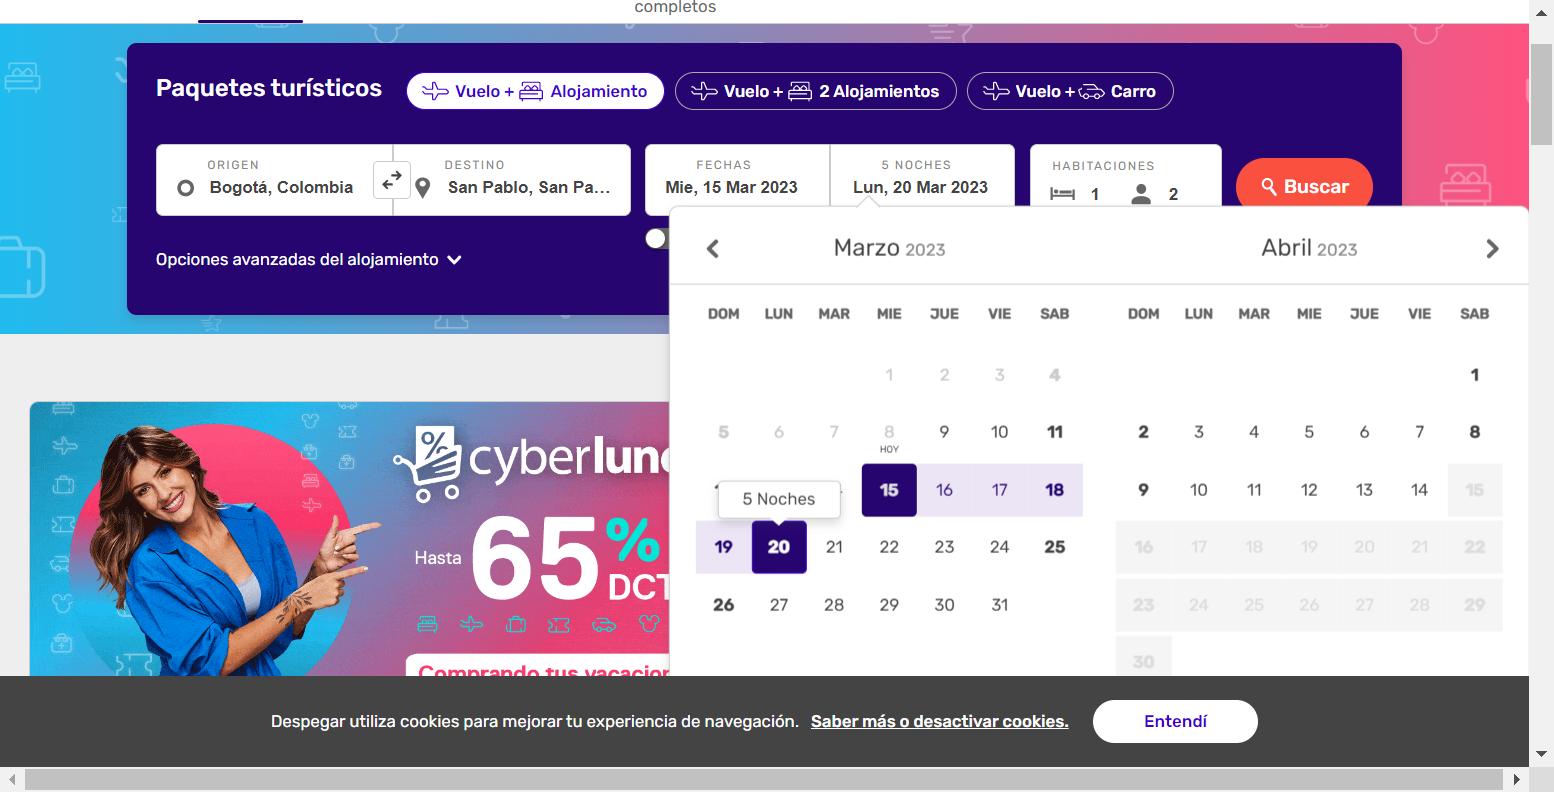 completos
Paquetes turísticos
Vuelo + Alojamiento
Vuelo + 2 Alojamientos
Vuelo + Carro
ORIGEN
Bogotá, Colombia
DESTINO
San Pablo, San Pa...
FECHAS
Mie, 15 Mar 2023
5 NOCHES
Lun, 20 Mar 2023
HABITACIONES
1 2
Buscar
Opciones avanzadas del alojamiento
Marzo 2023
DOM LUN MAR MIE JUE VIE SAB
1 2 3 4
5 6 7 8 9 10 11
HOY
15 16 17 18
5 Noches
19 20 21 22 23 24 25
26 27 28 29 30 31
Abril 2023
DOM LUN MAR MIE JUE VIE SAB
1
2 3 4 5 6 7 8
9 10 11 12 13 14 15
16 17 18 19 20 21 22
23 24 25 26 27 28 29
30
%
cyberlun
Hasta 65% DCT
Comprando tus vacacion
Despegar utiliza cookies para mejorar tu experiencia de navegación. Saber más o desactivar cookies.
Entendí